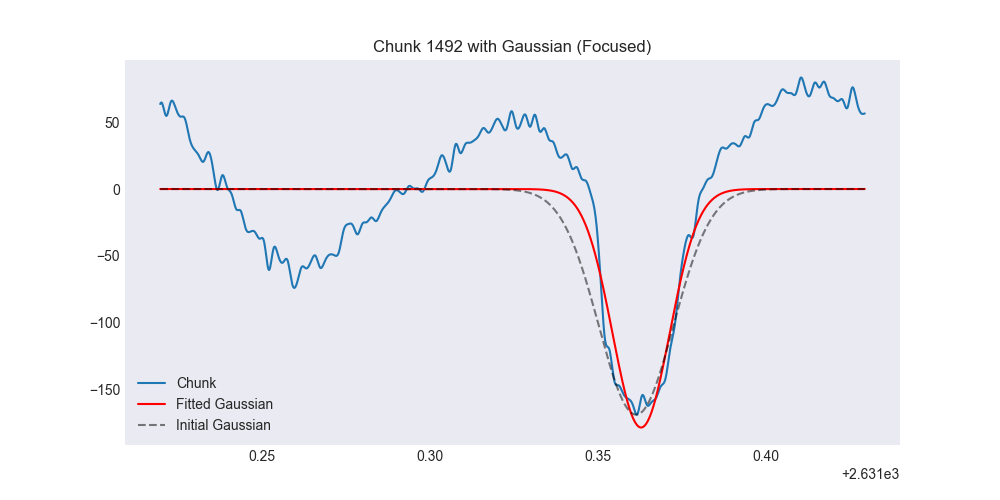 Chunk 1492 with Gaussian (Focused)
50
0
−50
−100
−150
Chunk
Fitted Gaussian
Initial Gaussian
0.25 0.30 0.35 0.40
+2.631e3